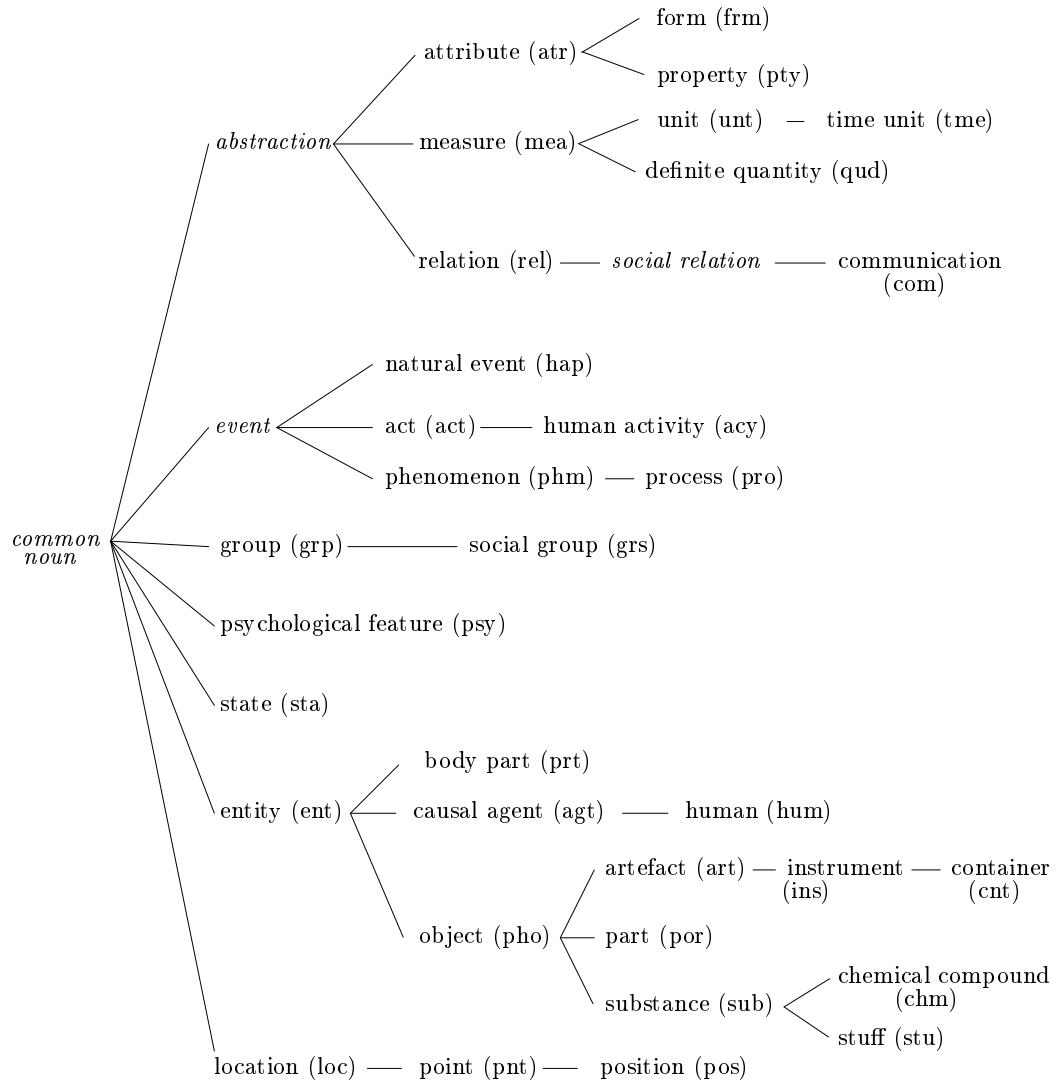 form (frm)
attribute (atr)
property (pty)
unit (unt) – time unit (tme)
abstraction
measure (mea)
definite quantity (qud)
relation (rel)
social relation
communication
(com)
natural event (hap)
event
act (act)
human activity (acy)
phenomenon (phm)
process (pro)
common
noun
group (grp)
social group (grs)
psychological feature (psy)
state (sta)
body part (prt)
entity (ent)
causal agent (agt)
human (hum)
artefact (art)
instrument
(ins)
container
(cnt)
object (pho)
part (por)
chemical compound
(chm)
substance (sub)
stuff (stu)
location (loc)
point (pnt)
position (pos)